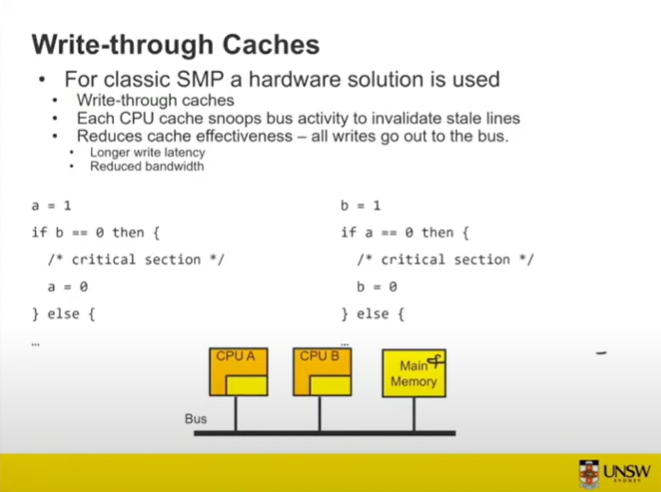 Write-through Caches
• For classic SMP a hardware solution is used
• Write-through caches
• Each CPU cache snoops bus activity to invalidate stale lines
• Reduces cache effectiveness – all writes go out to the bus.
• Longer write latency
• Reduced bandwidth
a = 1
if b == 0 then {
/* critical section */
a = 0
} else {
...
b = 1
if a == 0 then {
/* critical section */
b = 0
} else {
...
CPU A
CPU B
Main
Memory
Bus
UNSW
SYDNEY